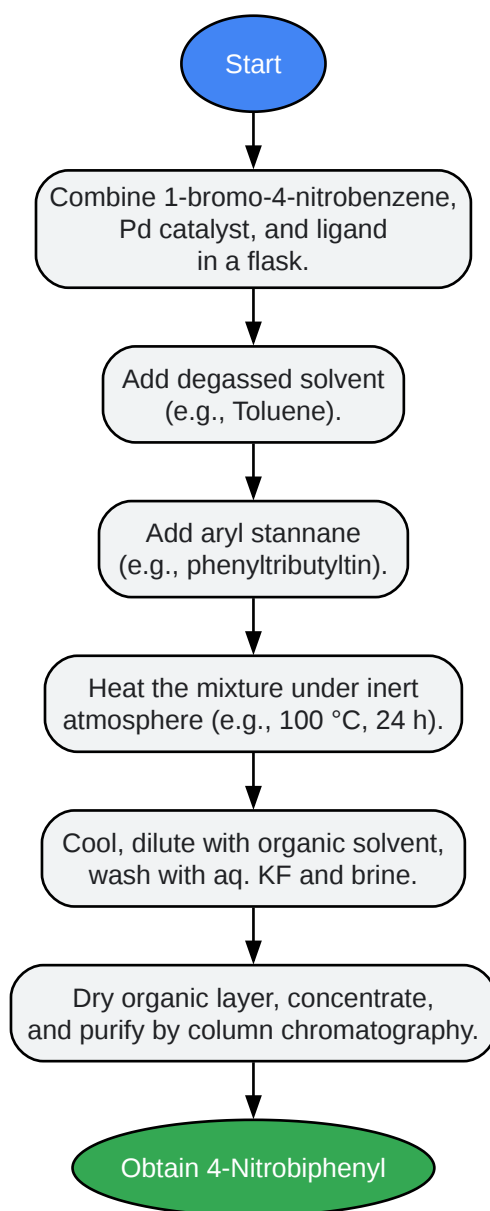 Start
Combine 1-bromo-4-nitrobenzene,
Pd catalyst, and ligand
in a flask.
Add degassed solvent
(e.g., Toluene).
Add aryl stannane
(e.g., phenyltributyltin).
Heat the mixture under inert
atmosphere (e.g., 100 °C, 24 h).
Cool, dilute with organic solvent,
wash with aq. KF and brine.
Dry organic layer, concentrate,
and purify by column chromatography.
Obtain 4-Nitrobiphenyl